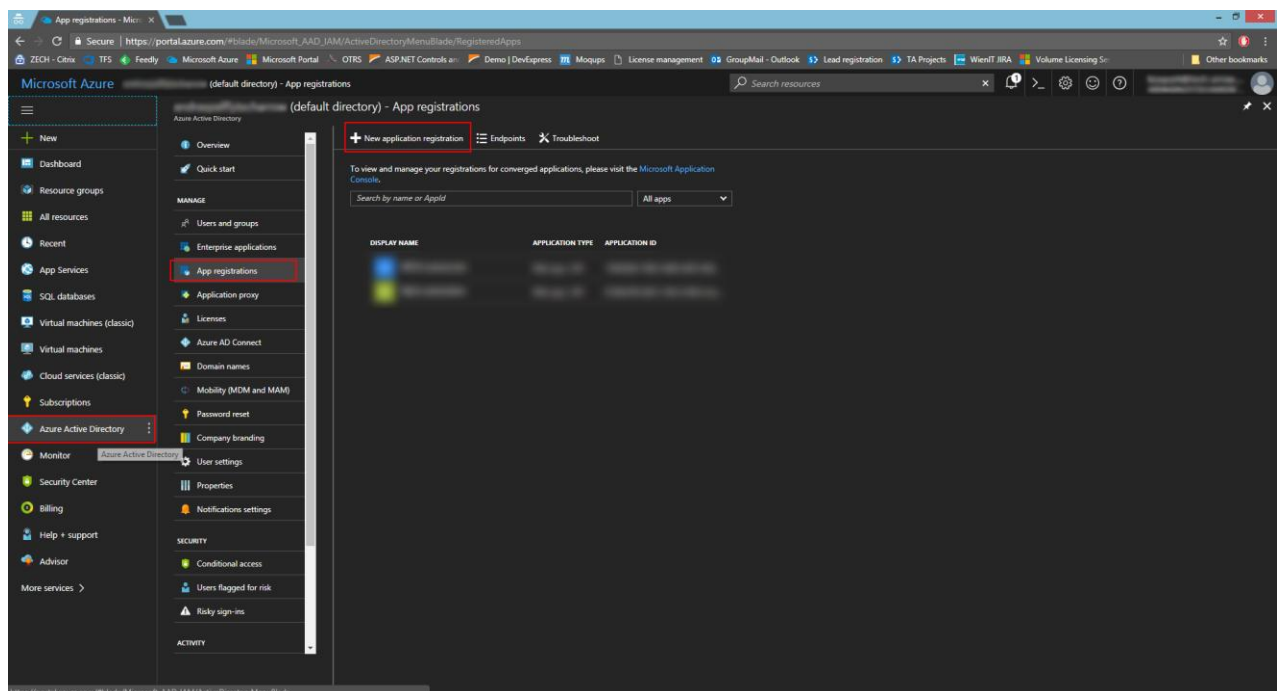 App registrations - Micr
Secure | https://portal.azure.com/#blade/Microsoft_AAD_IAM/ActiveDirectoryMenuBlade/RegisteredApps
ZECH - Citrix TFS Feedly Microsoft Azure Microsoft Portal OTRS ASP.NET Controls an Demo | DevExpress Moqups License management GroupMail - Outlook Lead registration TA Projects WienIT JIRA Volume Licensing Se Other bookmarks
Microsoft Azure (default directory) - App registrations Search resources
(default directory) - App registrations
Azure Active Directory
New
Dashboard
Resource groups
All resources
Recent
App Services
SQL databases
Virtual machines (classic)
Virtual machines
Cloud services (classic)
Subscriptions
Azure Active Directory
Monitor
Azure Active Directory
Security Center
Billing
Help + support
Advisor
More services >
Overview
Quick start
MANAGE
Users and groups
Enterprise applications
App registrations
Application proxy
Licenses
Azure AD Connect
Domain names
Mobility (MDM and MAM)
Password reset
Company branding
User settings
Properties
Notifications settings
SECURITY
Conditional access
Users flagged for risk
Risky sign-ins
ACTIVITY
New application registration Endpoints Troubleshoot
To view and manage your registrations for converged applications, please visit the Microsoft Application
Console.
Search by name or AppId All apps
DISPLAY NAME APPLICATION TYPE APPLICATION ID